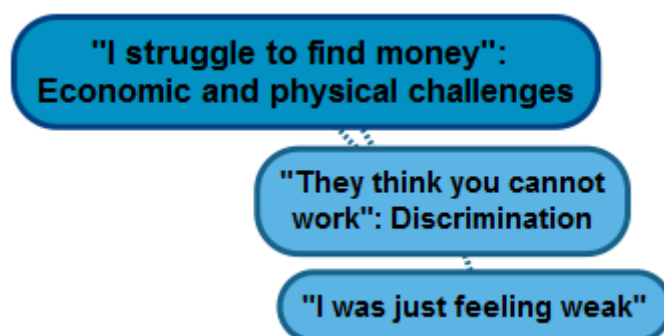 "I struggle to find money":
Economic and physical challenges
"They think you cannot
work": Discrimination
"I was just feeling weak"